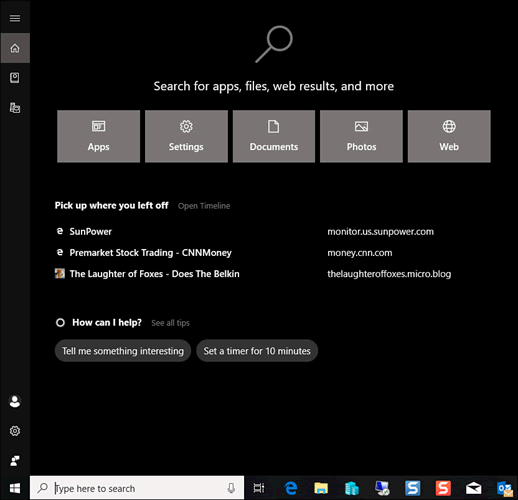 Search for apps, files, web results, and more
Apps Settings Documents Photos Web
Pick up where you left off Open Timeline
SunPower monitor.us.sunpower.com
Premarket Stock Trading - CNNMoney money.cnn.com
The Laughter of Foxes - Does The Belkin thelaughteroffoxes.micro.blog
How can I help? See all tips
Tell me something interesting Set a timer for 10 minutes
Type here to search